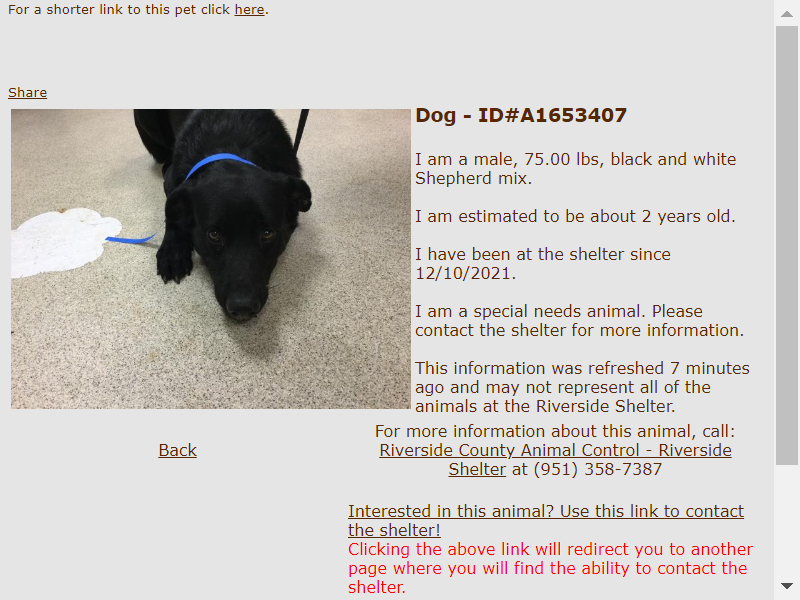 For a shorter link to this pet click here.
Share
Dog - ID#A1653407
I am a male, 75.00 lbs, black and white
Shepherd mix.
I am estimated to be about 2 years old.
I have been at the shelter since
12/10/2021.
I am a special needs animal. Please
contact the shelter for more information.
This information was refreshed 7 minutes
ago and may not represent all of the
animals at the Riverside Shelter.
Back
For more information about this animal, call:
Riverside County Animal Control - Riverside
Shelter at (951) 358-7387
Interested in this animal? Use this link to contact
the shelter!
Clicking the above link will redirect you to another
page where you will find the ability to contact the
shelter.